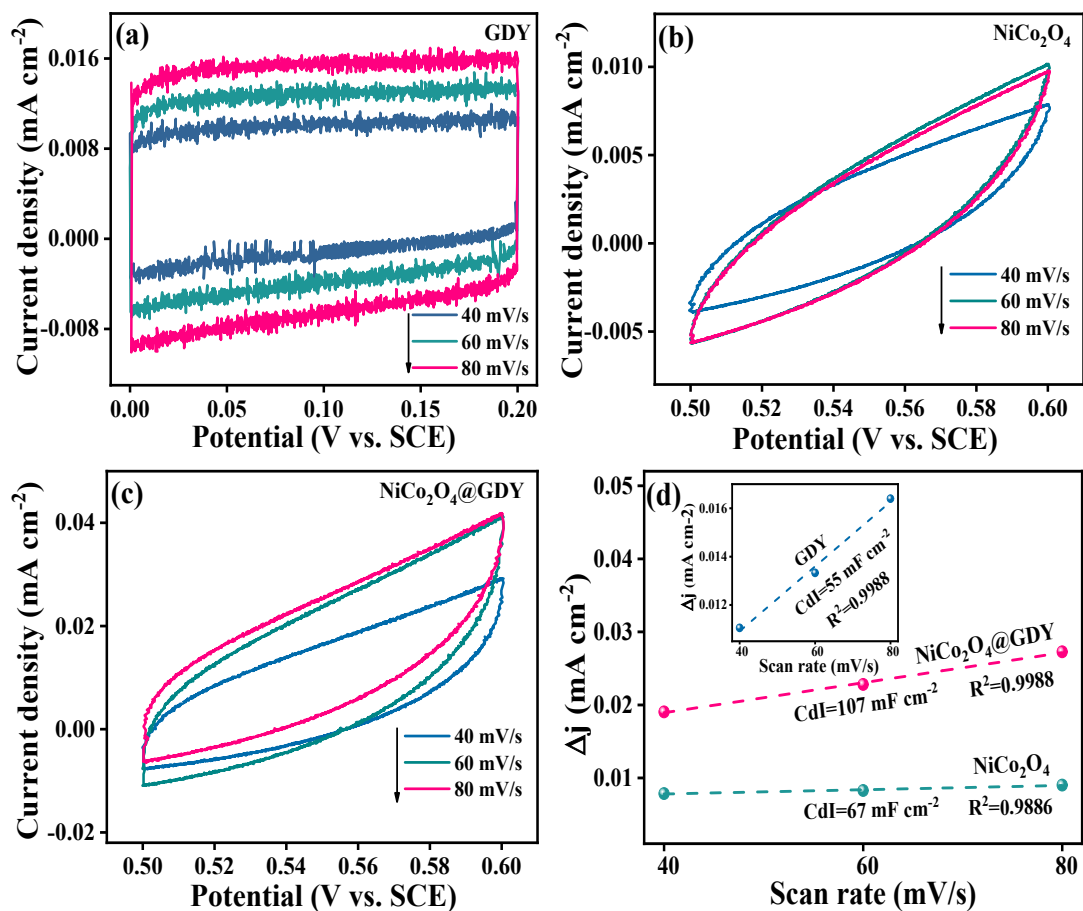 (a)
GDY
0.016
0.008
0.000
-0.008
Current density (mA cm⁻²)
40 mV/s
60 mV/s
80 mV/s
0.00 0.05 0.10 0.15 0.20
Potential (V vs. SCE)
(b)
NiCo₂O₄
0.010
0.005
0.000
-0.005
Current density (mA cm⁻²)
40 mV/s
60 mV/s
80 mV/s
0.50 0.52 0.54 0.56 0.58 0.60
Potential (V vs. SCE)
(c)
NiCo₂O₄@GDY
0.04
0.02
0.00
-0.02
Current density (mA cm⁻²)
40 mV/s
60 mV/s
80 mV/s
0.50 0.52 0.54 0.56 0.58 0.60
Potential (V vs. SCE)
(d)
0.05
0.04
0.03
0.02
0.01
Δj (mA cm⁻²)
0.016
0.014
0.012
Δj (mA cm-2)
GDY
CdI=55 mF cm⁻²
R²=0.9988
40 60 80
Scan rate (mV/s)
NiCo₂O₄@GDY
CdI=107 mF cm⁻²
R²=0.9988
NiCo₂O₄
CdI=67 mF cm⁻²
R²=0.9886
40 60 80
Scan rate (mV/s)